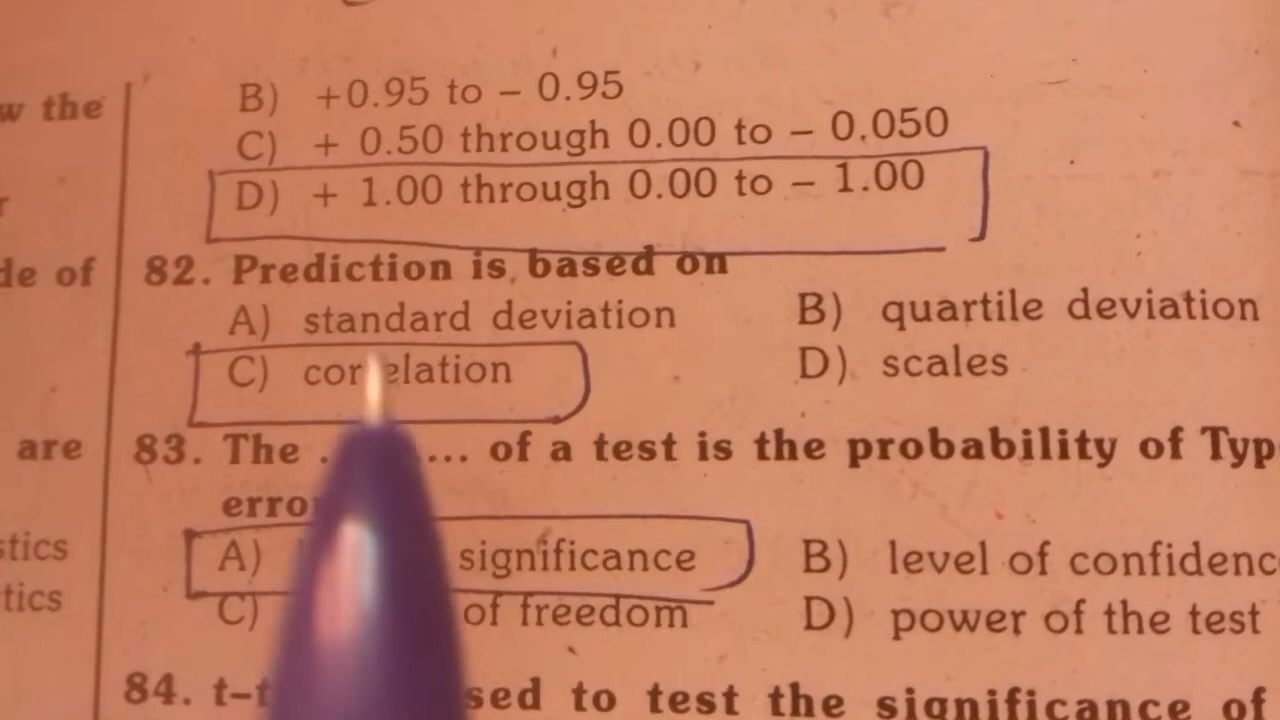 w the
de of
are
stics
tics
B) +0.95 to – 0.95
C) + 0.50 through 0.00 to – 0.050
D) + 1.00 through 0.00 to – 1.00
82. Prediction is based on
A) standard deviation B) quartile deviation
C) correlation D) scales
83. The ... of a test is the probability of Typ
erro
A) significance B) level of confidenc
C) of freedom D) power of the test
84. t–t sed to test the significance of